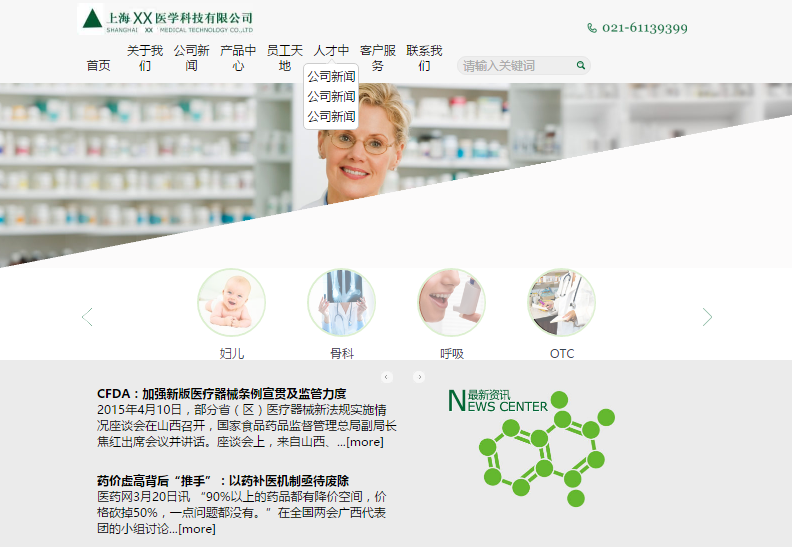 上海 XX 医学科技有限公司
SHANGHAI XX MEDICAL TECHNOLOGY CO.,LTD
021-61139399
首页
关于我们
公司新闻
产品中心
员工天地
人才中
客户服务
联系我们
请输入关键词
公司新闻
公司新闻
公司新闻
妇儿
骨科
呼吸
OTC
CFDA：加强新版医疗器械条例宣贯及监管力度
2015年4月10日，部分省（区）医疗器械新法规实施情
况座谈会在山西召开，国家食品药品监督管理总局副局长
焦红出席会议并讲话。座谈会上，来自山西、...[more]
药价虚高背后“推手”：以药补医机制亟待废除
医药网3月20日讯 “90%以上的药品都有降价空间，价
格砍掉50%，一点问题都没有。”在全国两会广西代表
团的小组讨论...[more]
最新资讯
NEWS CENTER